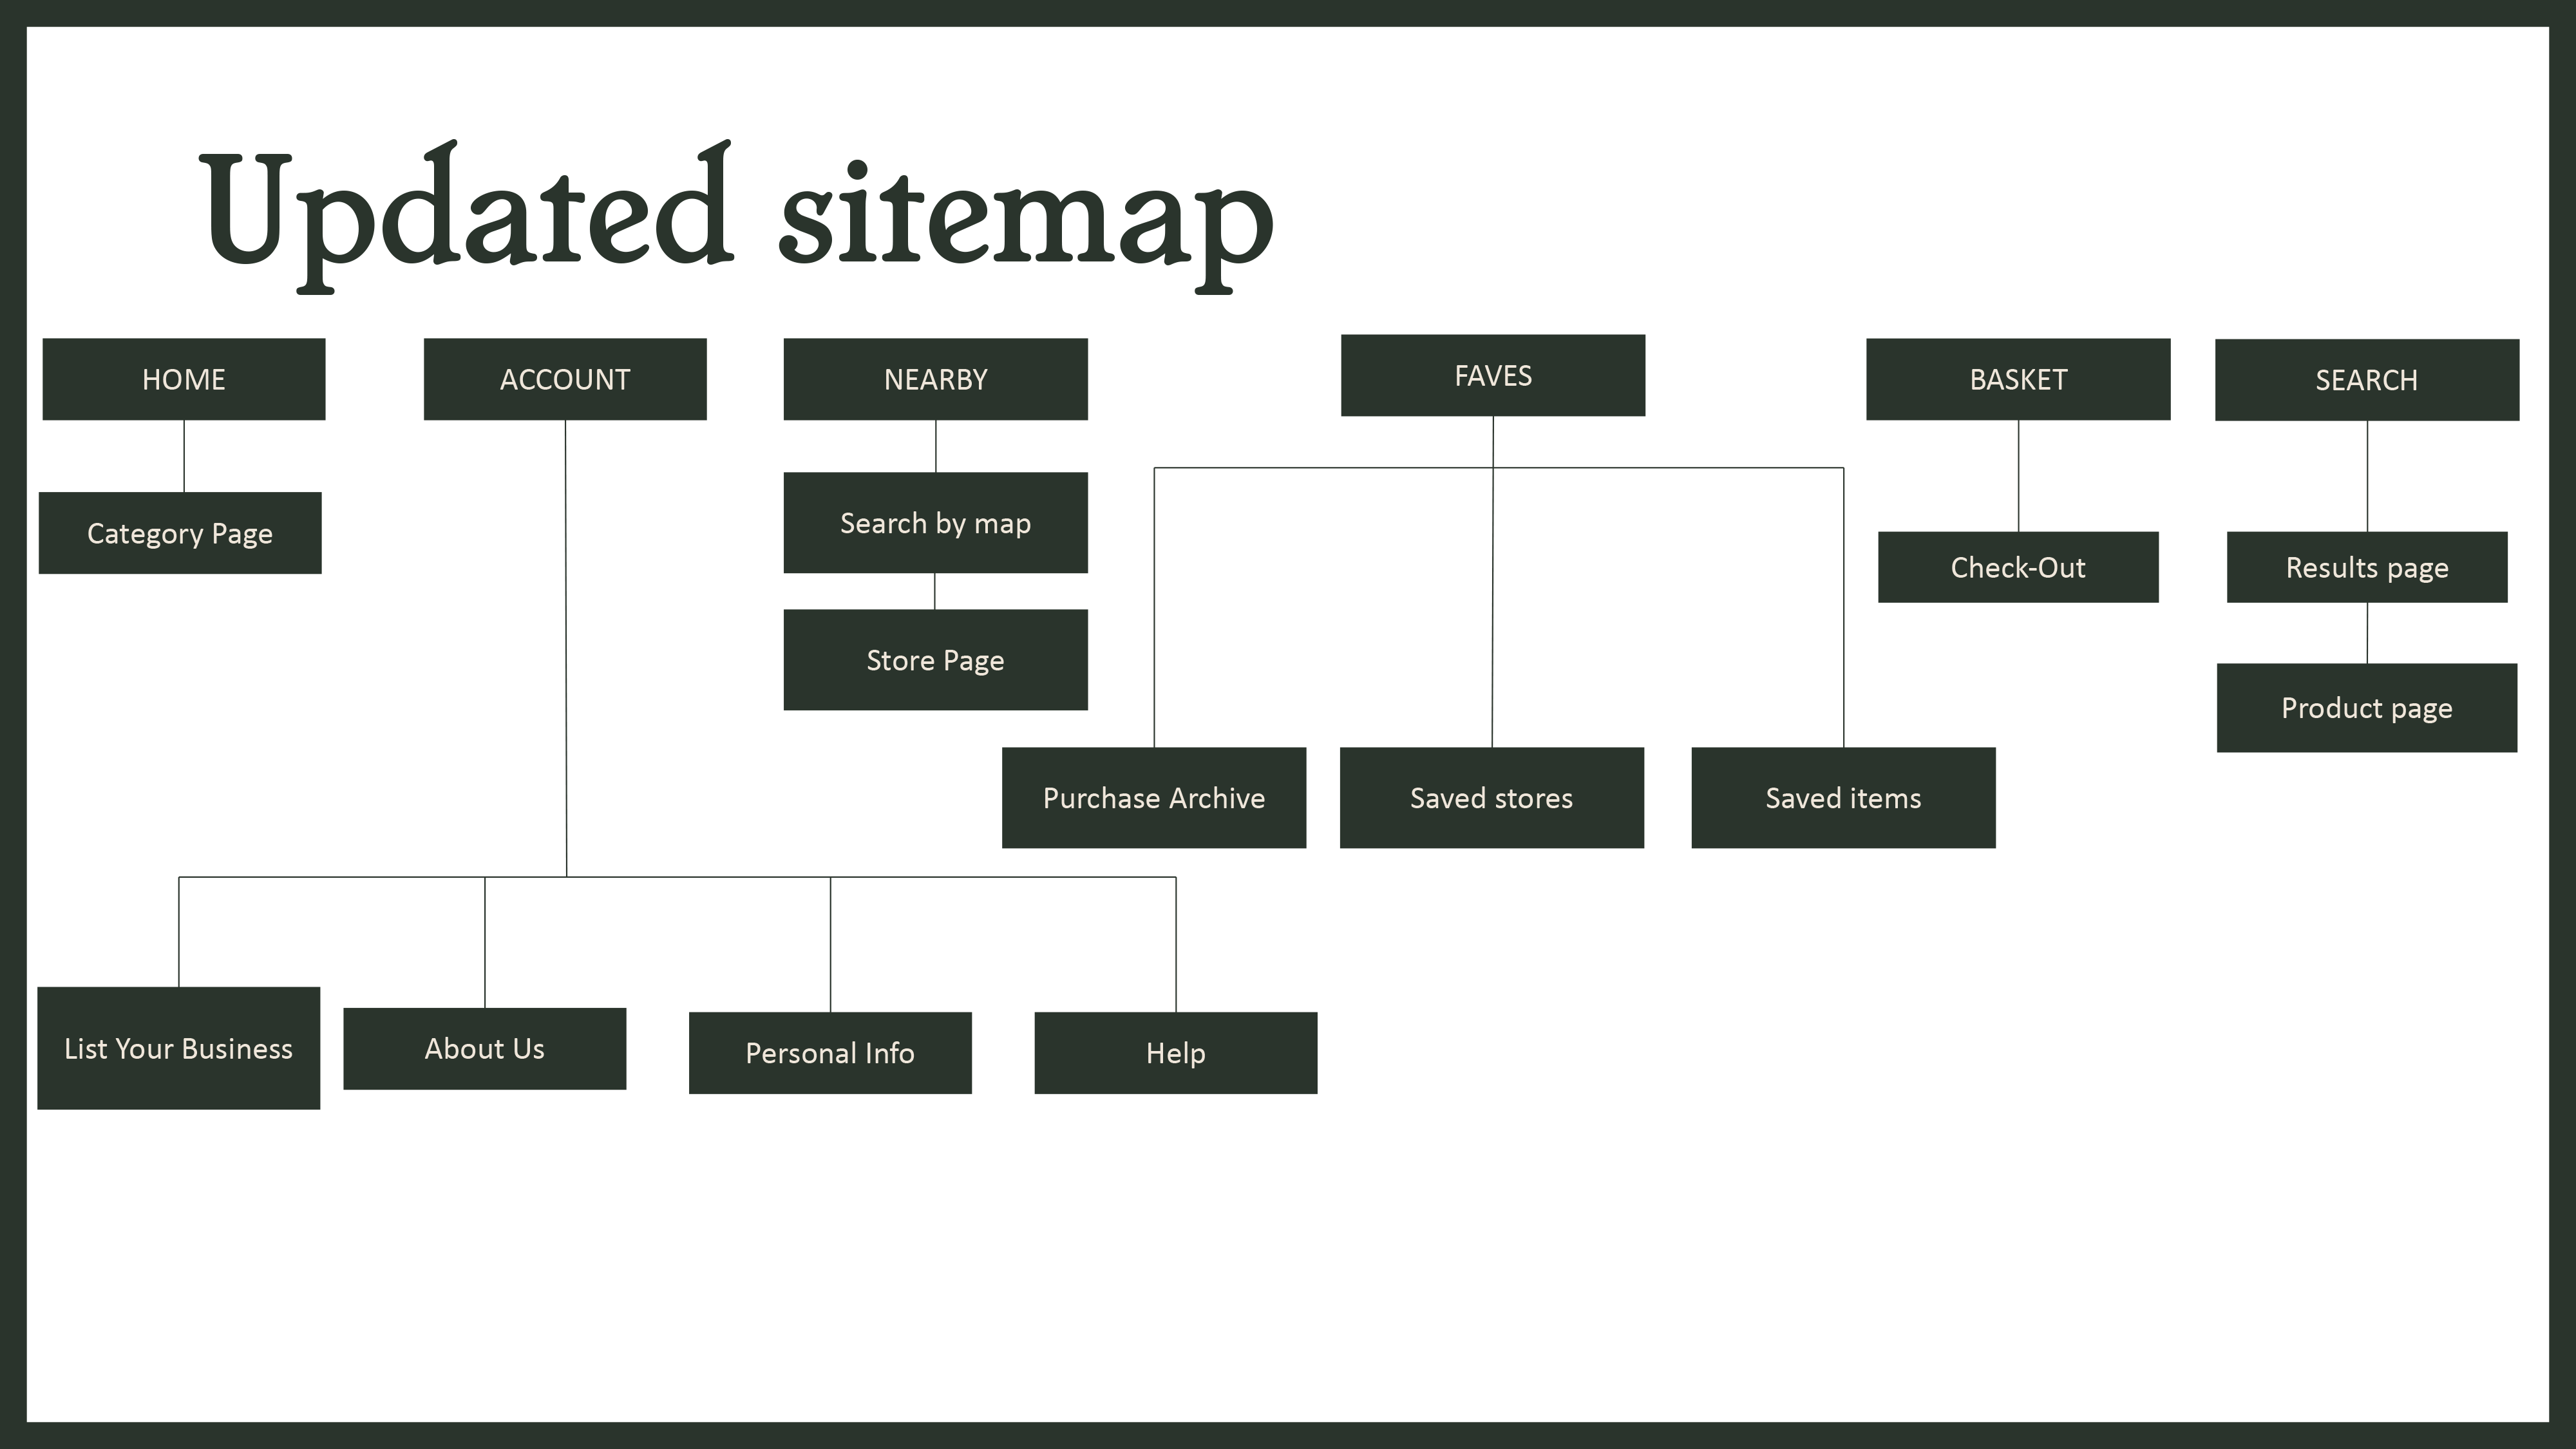 Updated sitemap
HOME
ACCOUNT
NEARBY
FAVES
BASKET
SEARCH
Category Page
Search by map
Check-Out
Results page
Store Page
Product page
Purchase Archive
Saved stores
Saved items
List Your Business
About Us
Personal Info
Help